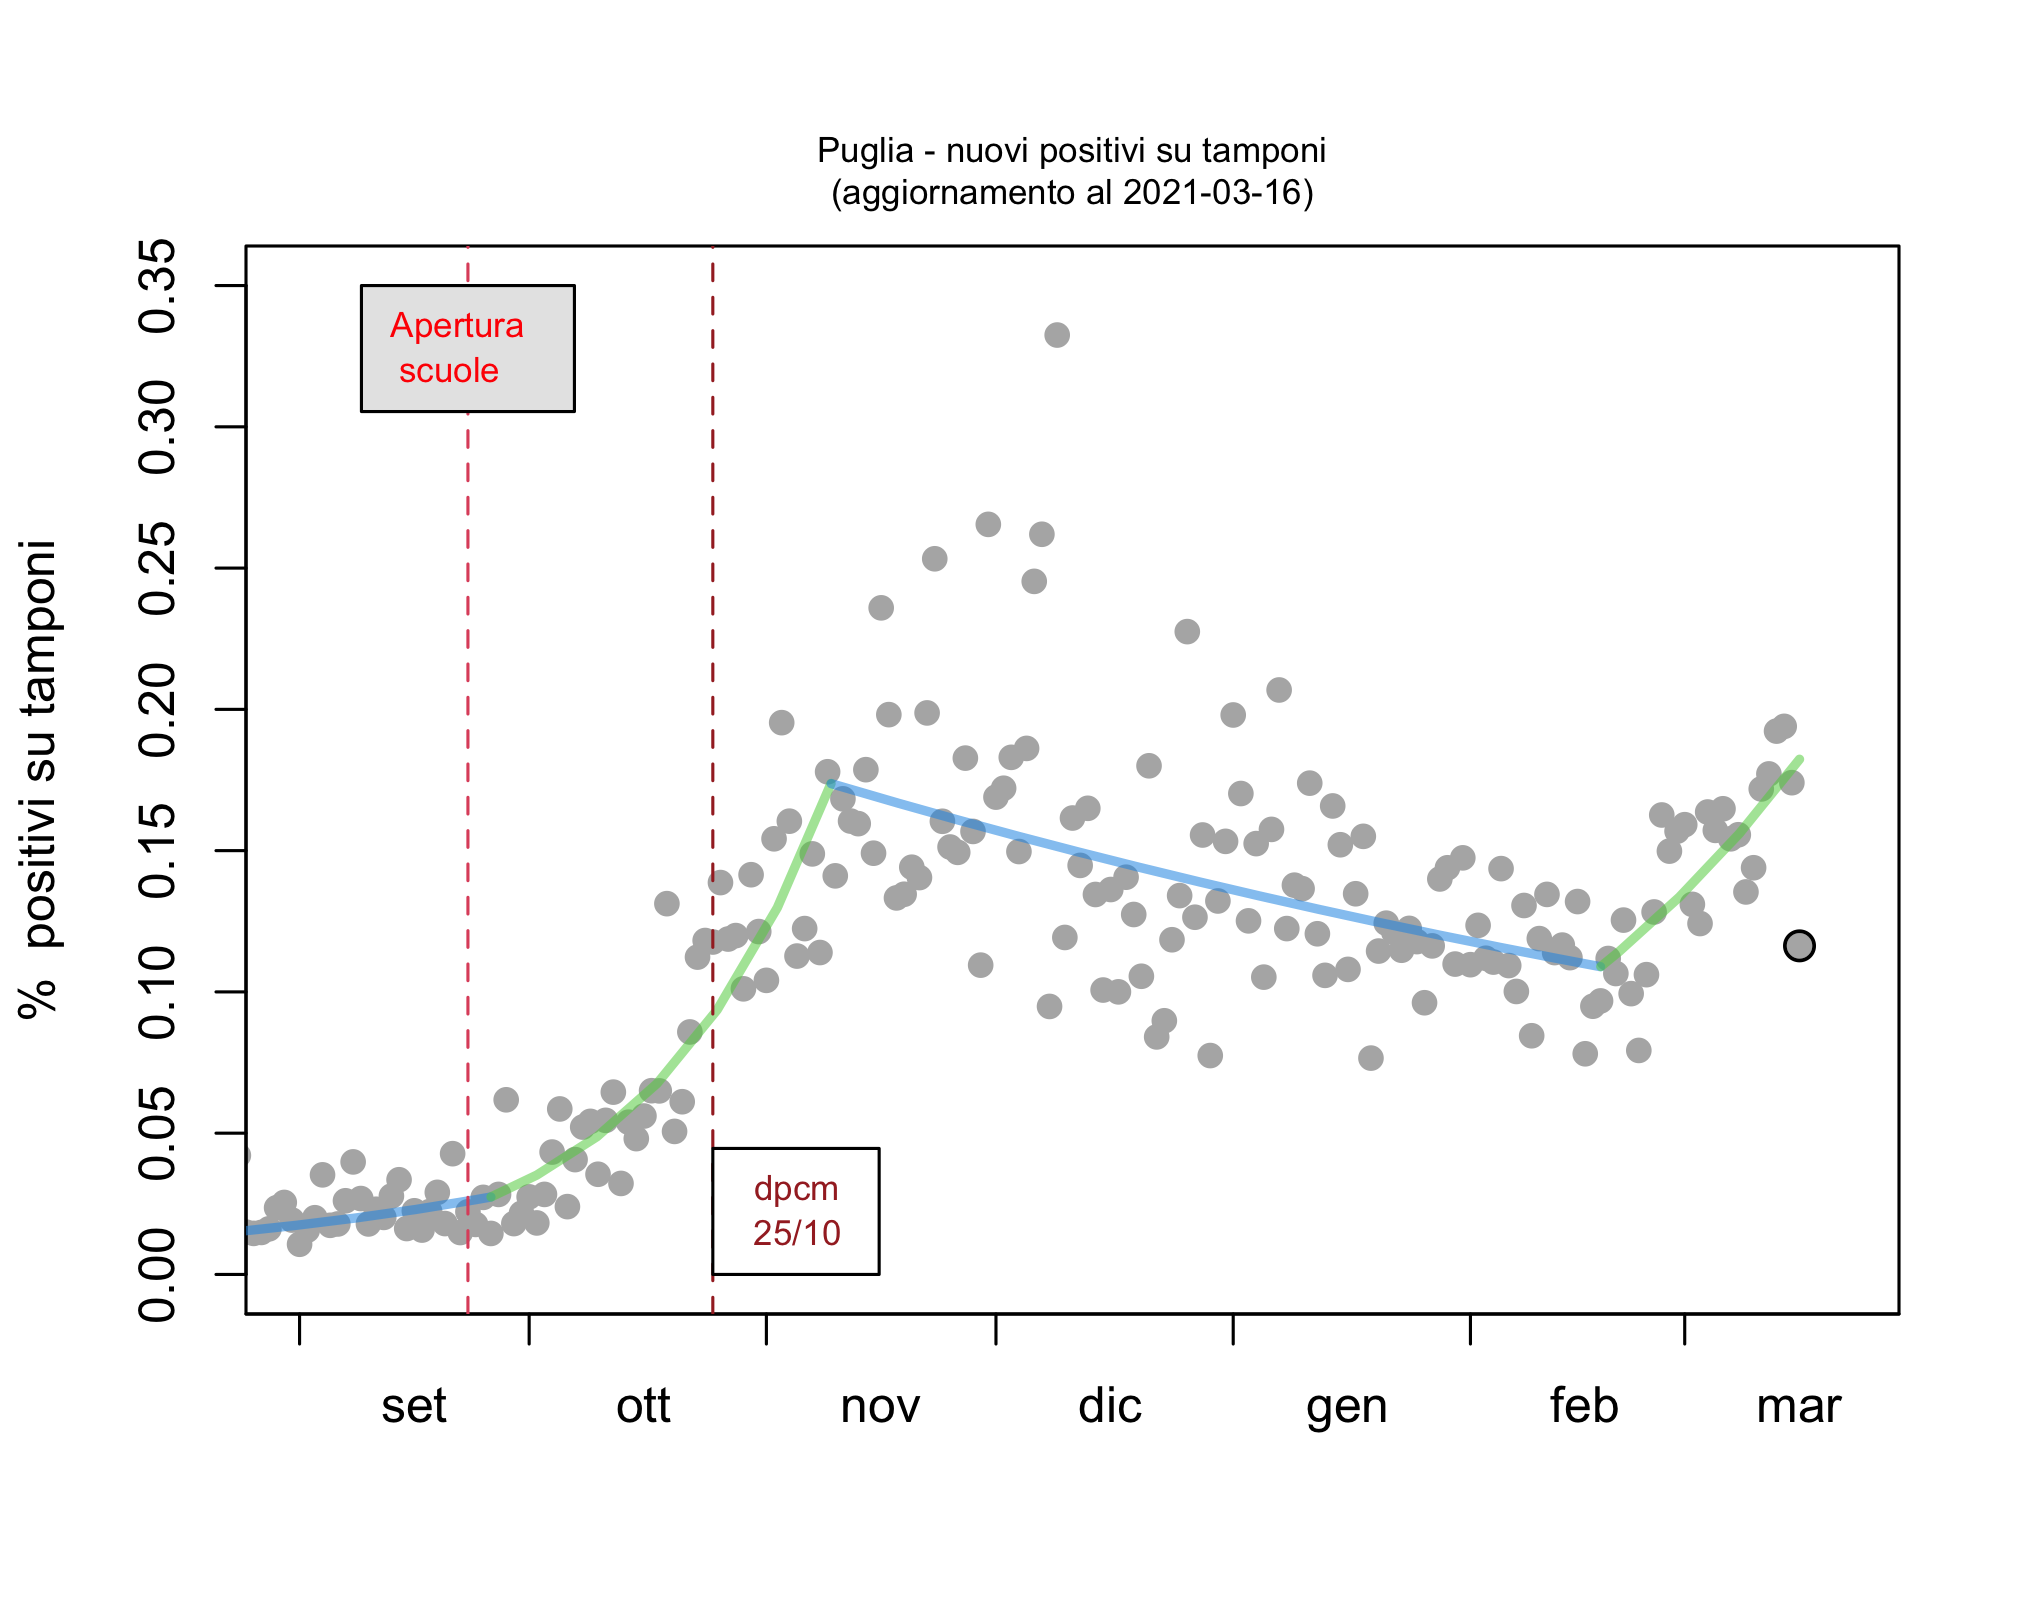 Puglia - nuovi positivi su tamponi
(aggiornamento al 2021-03-16)
% positivi su tamponi
0.35
0.30
0.25
0.20
0.15
0.10
0.05
0.00
Apertura
scuole
dpcm
25/10
set ott nov dic gen feb mar